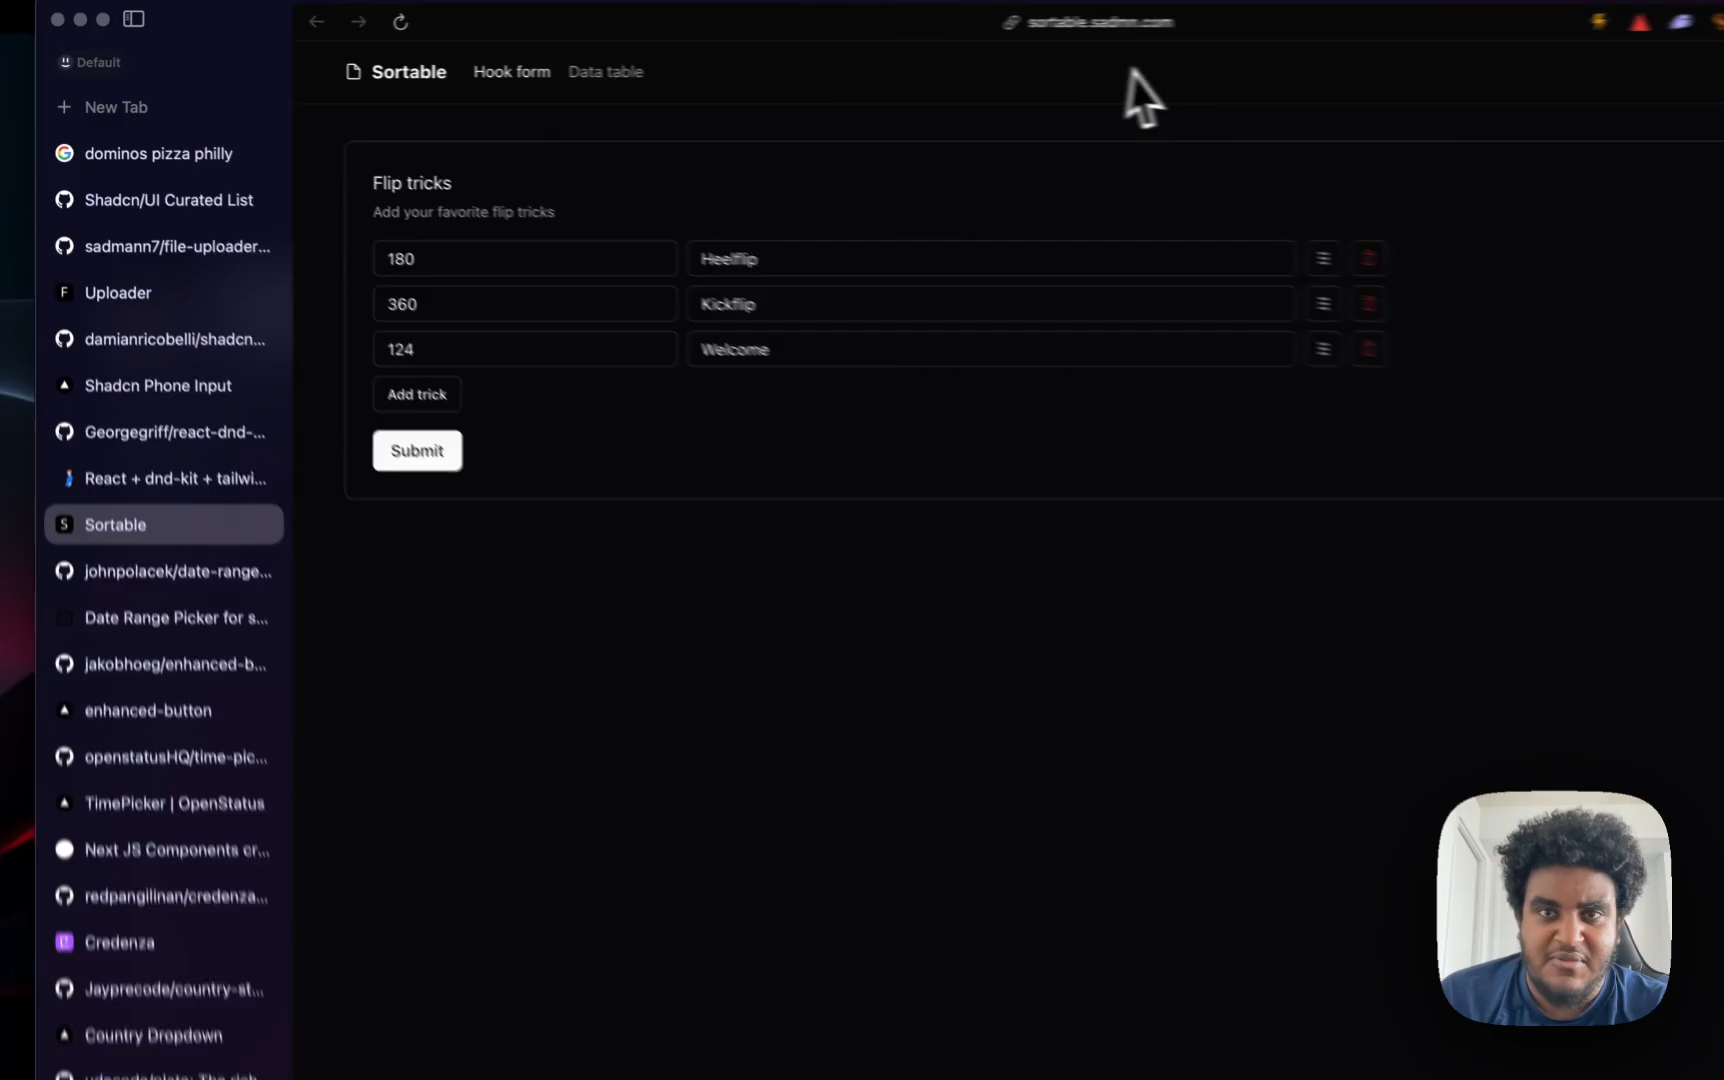 sortable.sadmn.com
Default
New Tab
dominos pizza philly
Shadcn/UI Curated List
sadmann7/file-uploader...
F Uploader
damianricobelli/shadcn...
Shadcn Phone Input
Georgegriff/react-dnd-...
React + dnd-kit + tailwi...
S Sortable
johnpolacek/date-range...
Date Range Picker for s...
jakobhoeg/enhanced-b...
enhanced-button
openstatusHQ/time-pic...
TimePicker | OpenStatus
Next JS Components cr...
redpangilinan/credenza...
Credenza
Jayprecode/country-st...
Country Dropdown
Sortable Hook form Data table
Flip tricks
Add your favorite flip tricks
180 Heelflip
360 Kickflip
124 Welcome
Add trick
Submit